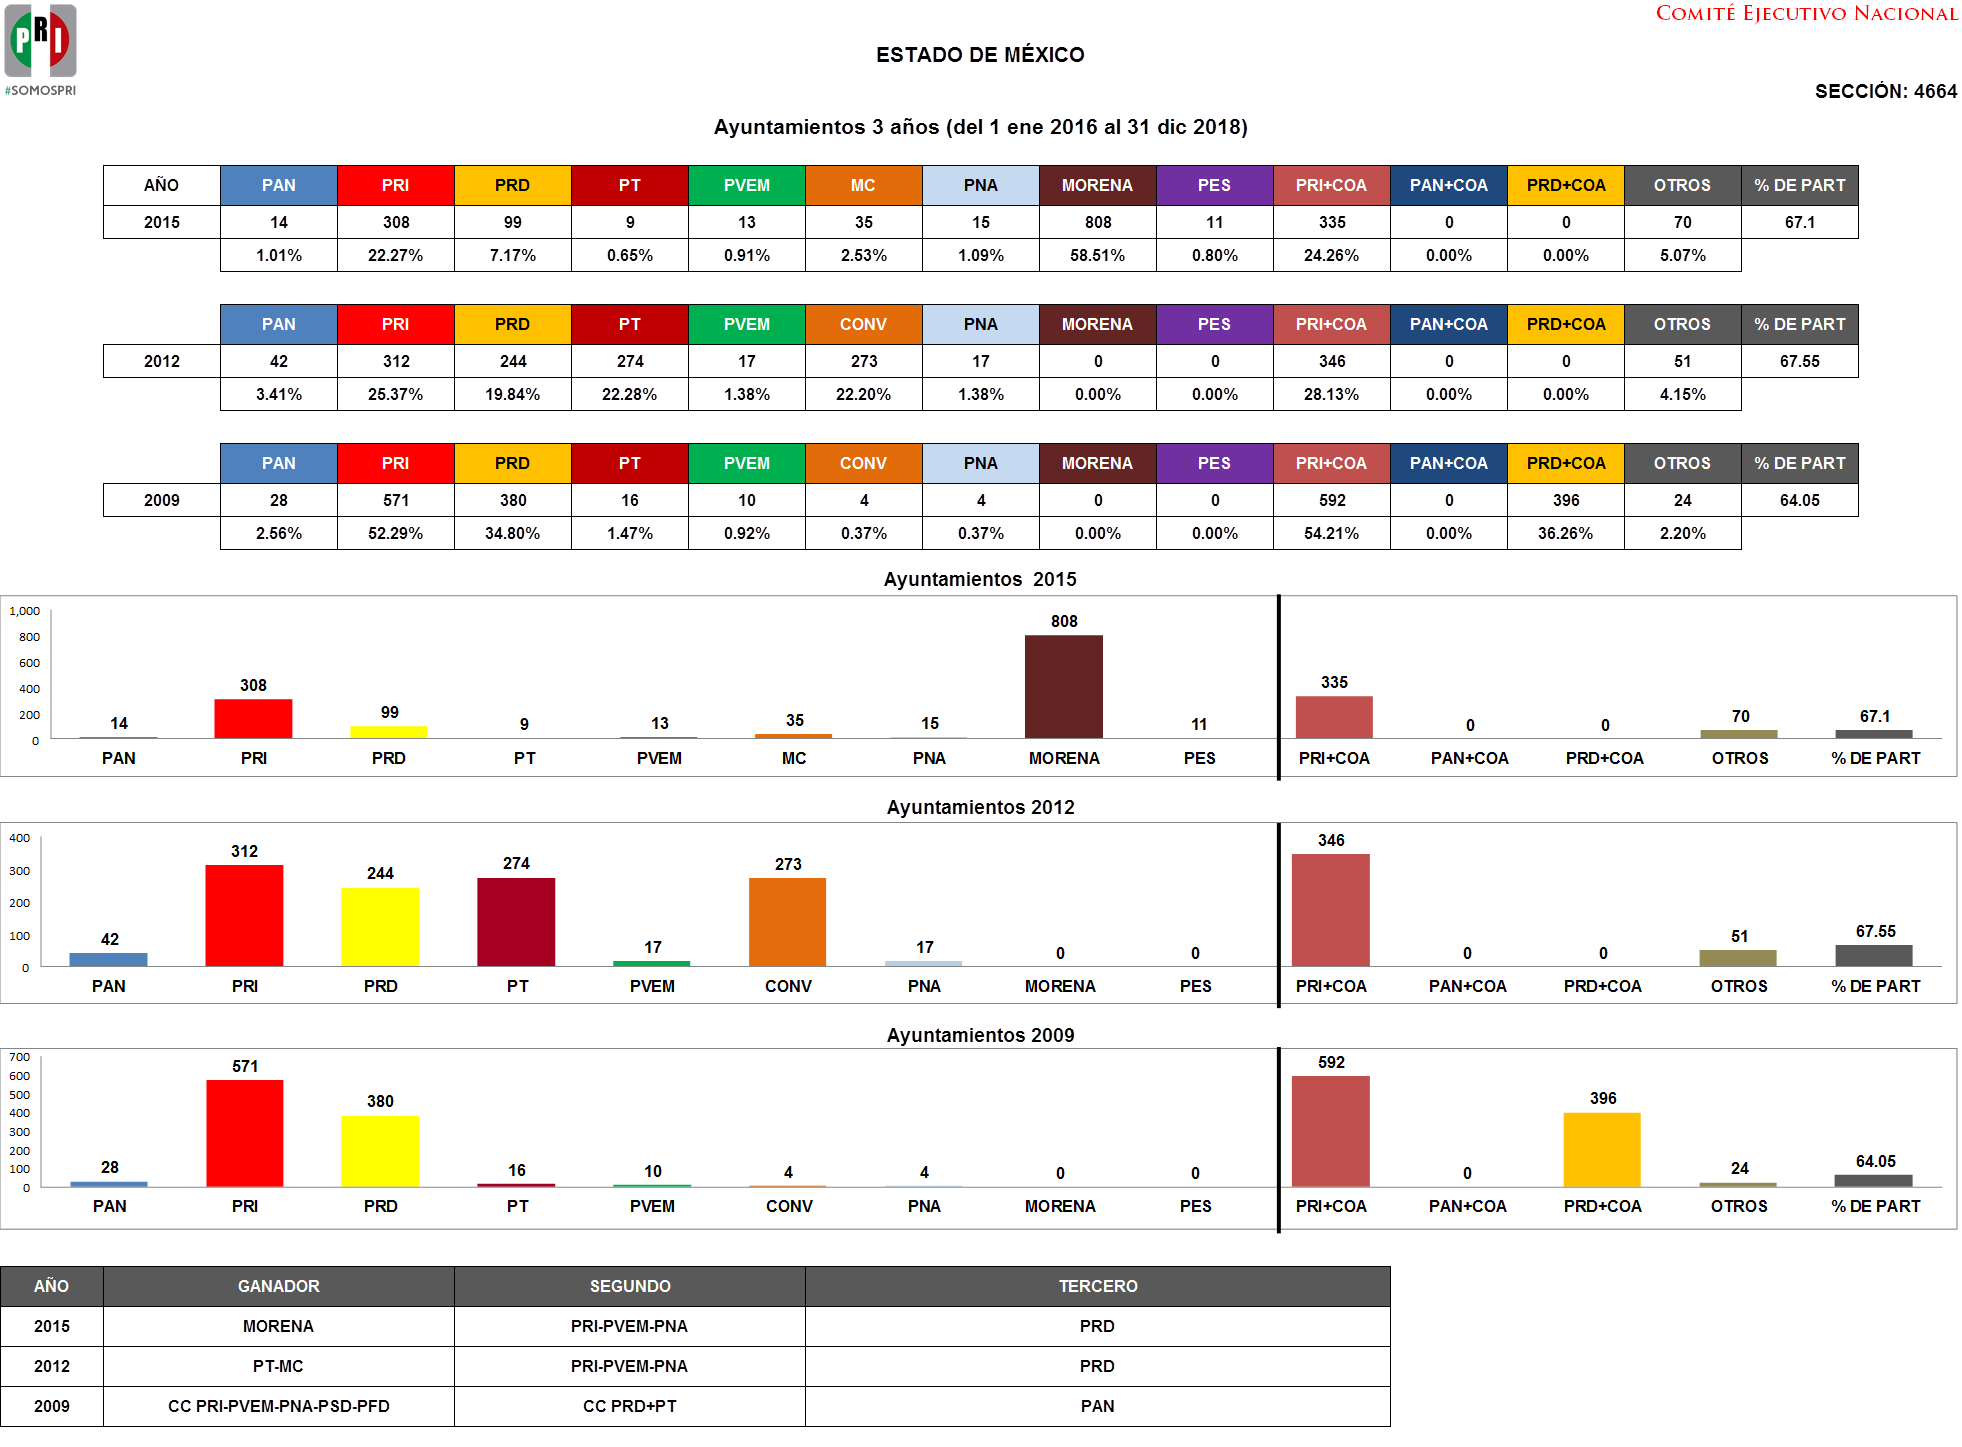 COMITÉ EJECUTIVO NACIONAL
PRI
#SOMOSPRI
ESTADO DE MÉXICO
SECCIÓN: 4664
Ayuntamientos 3 años (del 1 ene 2016 al 31 dic 2018)
AÑO PAN PRI PRD PT PVEM MC PNA MORENA PES PRI+COA PAN+COA PRD+COA OTROS % DE PART
2015 14 308 99 9 13 35 15 808 11 335 0 0 70 67.1
1.01% 22.27% 7.17% 0.65% 0.91% 2.53% 1.09% 58.51% 0.80% 24.26% 0.00% 0.00% 5.07%
PAN PRI PRD PT PVEM CONV PNA MORENA PES PRI+COA PAN+COA PRD+COA OTROS % DE PART
2012 42 312 244 274 17 273 17 0 0 346 0 0 51 67.55
3.41% 25.37% 19.84% 22.28% 1.38% 22.20% 1.38% 0.00% 0.00% 28.13% 0.00% 0.00% 4.15%
PAN PRI PRD PT PVEM CONV PNA MORENA PES PRI+COA PAN+COA PRD+COA OTROS % DE PART
2009 28 571 380 16 10 4 4 0 0 592 0 396 24 64.05
2.56% 52.29% 34.80% 1.47% 0.92% 0.37% 0.37% 0.00% 0.00% 54.21% 0.00% 36.26% 2.20%
Ayuntamientos 2015
1,000
800
600
400
200
0
14 308 99 9 13 35 15 808 11 335 0 0 70 67.1
PAN PRI PRD PT PVEM MC PNA MORENA PES PRI+COA PAN+COA PRD+COA OTROS % DE PART
Ayuntamientos 2012
400
300
200
100
0
42 312 244 274 17 273 17 0 0 346 0 0 51 67.55
PAN PRI PRD PT PVEM CONV PNA MORENA PES PRI+COA PAN+COA PRD+COA OTROS % DE PART
Ayuntamientos 2009
700
600
500
400
300
200
100
0
28 571 380 16 10 4 4 0 0 592 0 396 24 64.05
PAN PRI PRD PT PVEM CONV PNA MORENA PES PRI+COA PAN+COA PRD+COA OTROS % DE PART
AÑO GANADOR SEGUNDO TERCERO
2015 MORENA PRI-PVEM-PNA PRD
2012 PT-MC PRI-PVEM-PNA PRD
2009 CC PRI-PVEM-PNA-PSD-PFD CC PRD+PT PAN